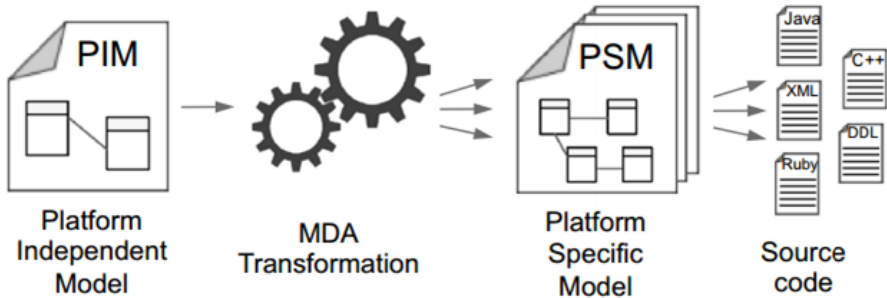 PIM
PSM
Java
C++
XML
DDL
Ruby
Platform
Independent
Model
MDA
Transformation
Platform
Specific
Model
Source
code